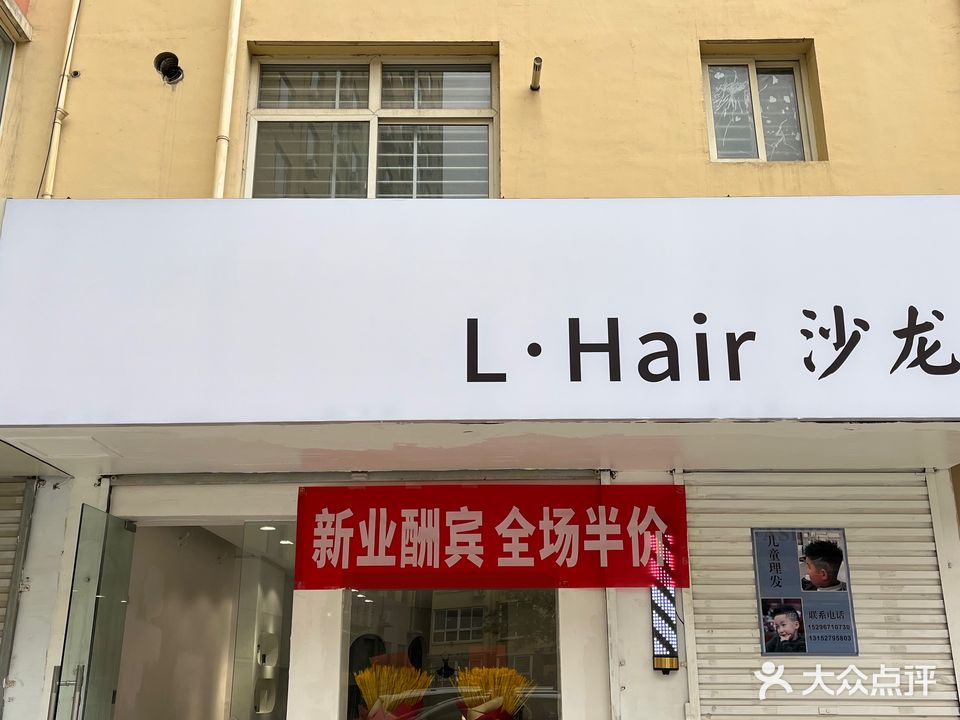 L·Hair 沙龙
新业酬宾 全场半价
儿童理发
联系电话
15296710730
13152795803
大众点评